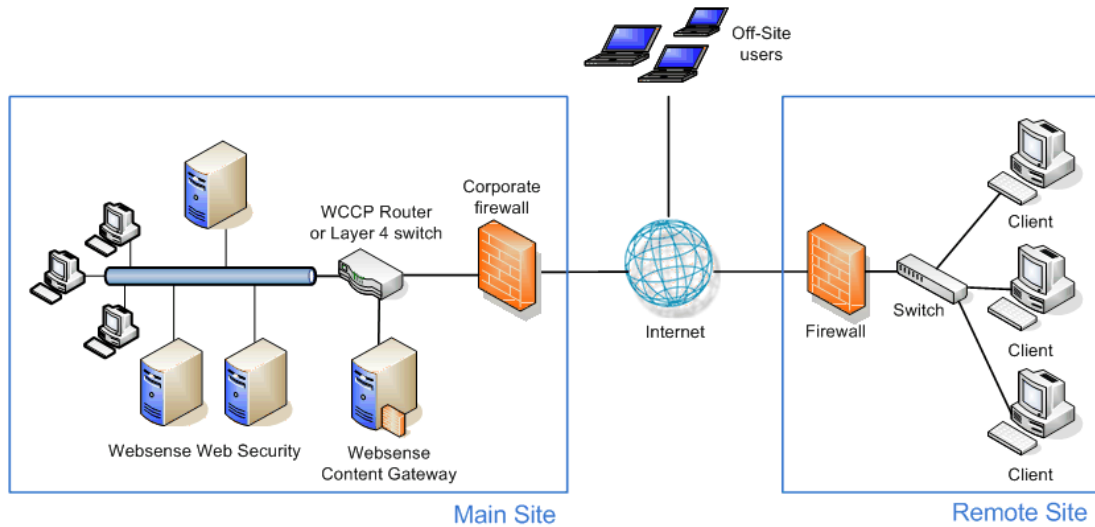 Off-Site
users
Corporate
firewall
WCCP Router
or Layer 4 switch
Client
Internet
Firewall
Switch
Client
Websense Web Security
Websense
Content Gateway
Client
Main Site
Remote Site